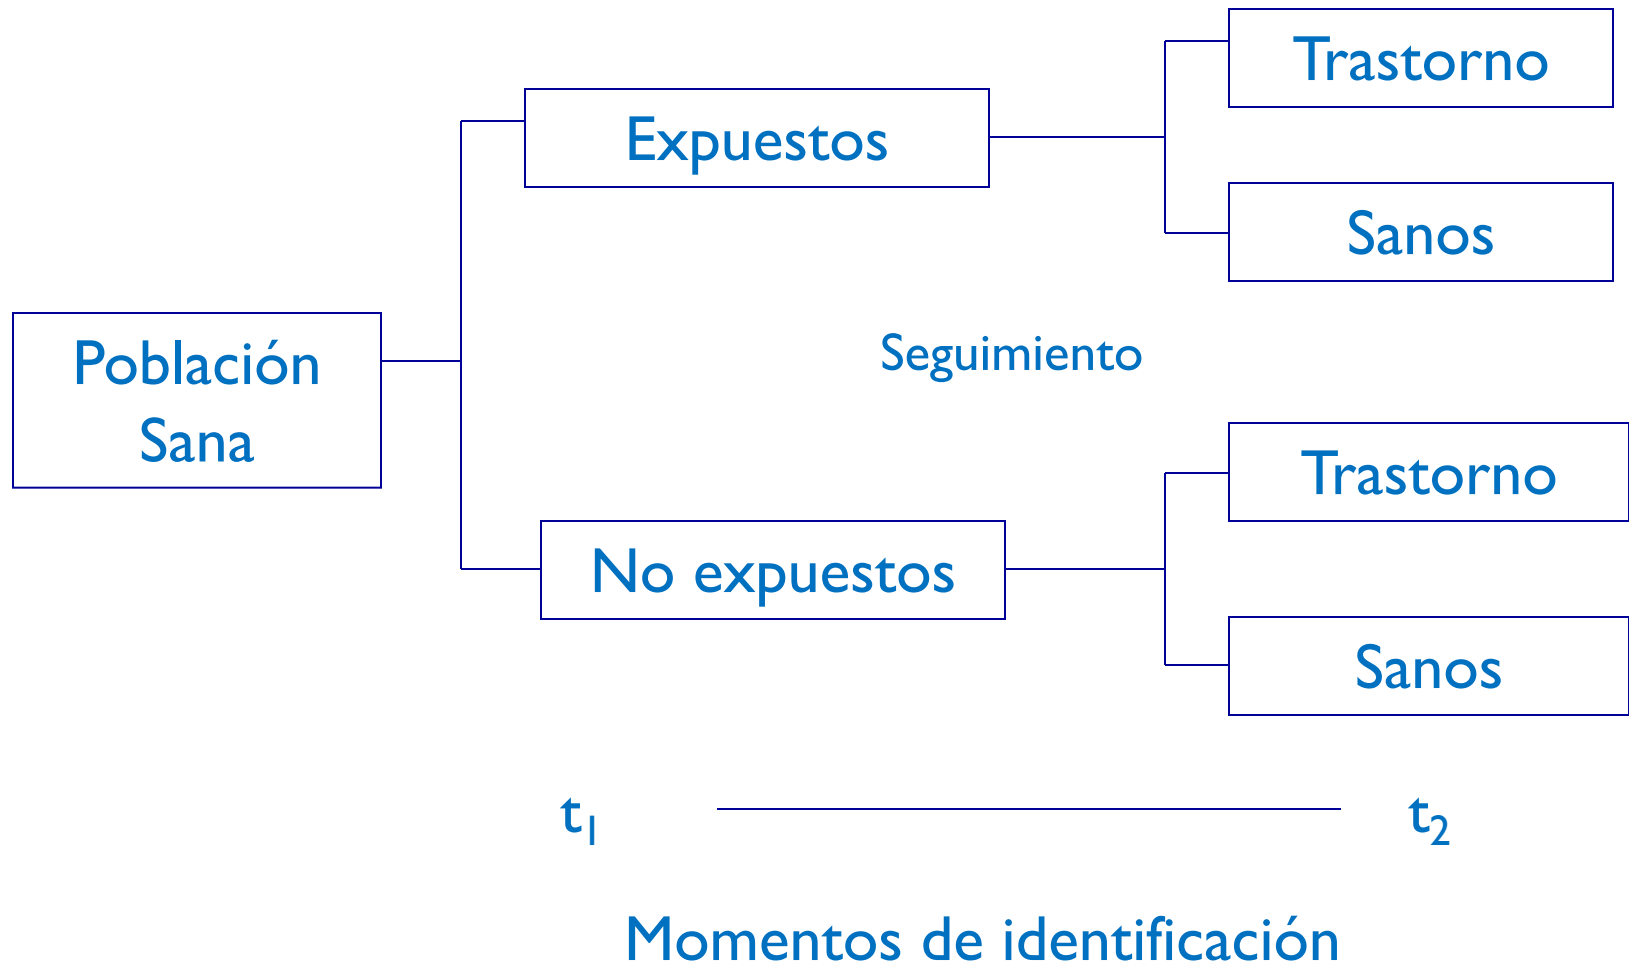 Trastorno
Expuestos
Sanos
Población
Sana
Seguimiento
Trastorno
No expuestos
Sanos
t₁
t₂
Momentos de identificación